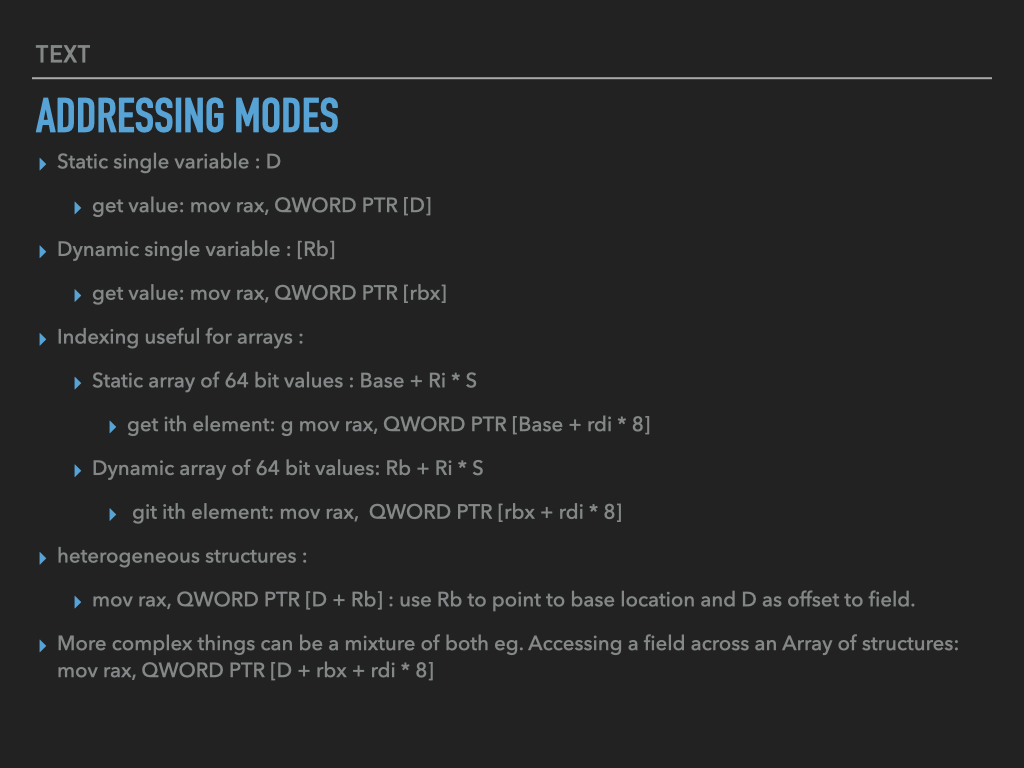 TEXT
ADDRESSING MODES
Static single variable : D
get value: mov rax, QWORD PTR [D]
Dynamic single variable : [Rb]
get value: mov rax, QWORD PTR [rbx]
Indexing useful for arrays :
Static array of 64 bit values : Base + Ri * S
get ith element: g mov rax, QWORD PTR [Base + rdi * 8]
Dynamic array of 64 bit values: Rb + Ri * S
git ith element: mov rax,  QWORD PTR [rbx + rdi * 8]
heterogeneous structures :
mov rax, QWORD PTR [D + Rb] : use Rb to point to base location and D as offset to field.
More complex things can be a mixture of both eg. Accessing a field across an Array of structures:
mov rax, QWORD PTR [D + rbx + rdi * 8]